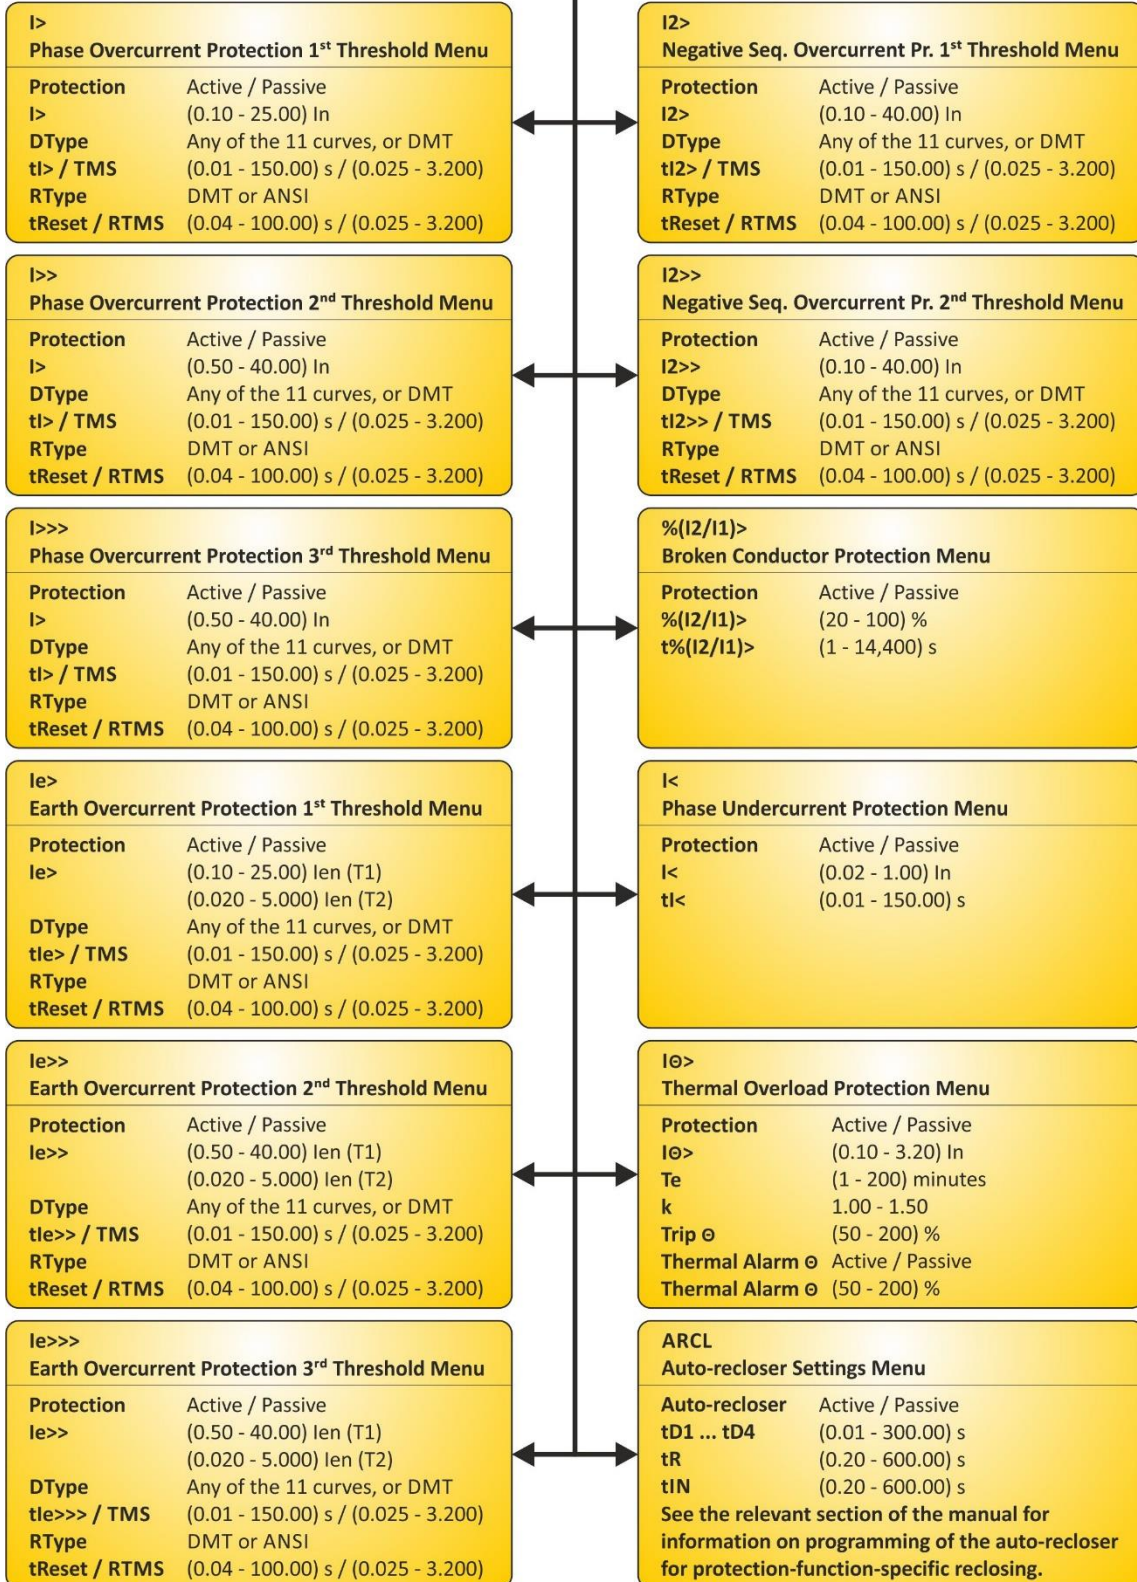 I>
Phase Overcurrent Protection 1st Threshold Menu
Protection Active / Passive
I> (0.10 - 25.00) In
DType Any of the 11 curves, or DMT
tI> / TMS (0.01 - 150.00) s / (0.025 - 3.200)
RType DMT or ANSI
tReset / RTMS (0.04 - 100.00) s / (0.025 - 3.200)
I>>
Phase Overcurrent Protection 2nd Threshold Menu
Protection Active / Passive
I> (0.50 - 40.00) In
DType Any of the 11 curves, or DMT
tI> / TMS (0.01 - 150.00) s / (0.025 - 3.200)
RType DMT or ANSI
tReset / RTMS (0.04 - 100.00) s / (0.025 - 3.200)
I>>>
Phase Overcurrent Protection 3rd Threshold Menu
Protection Active / Passive
I> (0.50 - 40.00) In
DType Any of the 11 curves, or DMT
tI> / TMS (0.01 - 150.00) s / (0.025 - 3.200)
RType DMT or ANSI
tReset / RTMS (0.04 - 100.00) s / (0.025 - 3.200)
Ie>
Earth Overcurrent Protection 1st Threshold Menu
Protection Active / Passive
Ie> (0.10 - 25.00) Ien (T1)
(0.020 - 5.000) Ien (T2)
DType Any of the 11 curves, or DMT
tIe> / TMS (0.01 - 150.00) s / (0.025 - 3.200)
RType DMT or ANSI
tReset / RTMS (0.04 - 100.00) s / (0.025 - 3.200)
Ie>>
Earth Overcurrent Protection 2nd Threshold Menu
Protection Active / Passive
Ie>> (0.50 - 40.00) Ien (T1)
(0.020 - 5.000) Ien (T2)
DType Any of the 11 curves, or DMT
tIe>> / TMS (0.01 - 150.00) s / (0.025 - 3.200)
RType DMT or ANSI
tReset / RTMS (0.04 - 100.00) s / (0.025 - 3.200)
Ie>>>
Earth Overcurrent Protection 3rd Threshold Menu
Protection Active / Passive
Ie>> (0.50 - 40.00) Ien (T1)
(0.020 - 5.000) Ien (T2)
DType Any of the 11 curves, or DMT
tIe>>> / TMS (0.01 - 150.00) s / (0.025 - 3.200)
RType DMT or ANSI
tReset / RTMS (0.04 - 100.00) s / (0.025 - 3.200)
I2>
Negative Seq. Overcurrent Pr. 1st Threshold Menu
Protection Active / Passive
I2> (0.10 - 40.00) In
DType Any of the 11 curves, or DMT
tI2> / TMS (0.01 - 150.00) s / (0.025 - 3.200)
RType DMT or ANSI
tReset / RTMS (0.04 - 100.00) s / (0.025 - 3.200)
I2>>
Negative Seq. Overcurrent Pr. 2nd Threshold Menu
Protection Active / Passive
I2>> (0.10 - 40.00) In
DType Any of the 11 curves, or DMT
tI2>> / TMS (0.01 - 150.00) s / (0.025 - 3.200)
RType DMT or ANSI
tReset / RTMS (0.04 - 100.00) s / (0.025 - 3.200)
%(I2/I1)>
Broken Conductor Protection Menu
Protection Active / Passive
%(I2/I1)> (20 - 100) %
t%(I2/I1)> (1 - 14,400) s
I<
Phase Undercurrent Protection Menu
Protection Active / Passive
I< (0.02 - 1.00) In
tI< (0.01 - 150.00) s
IΘ>
Thermal Overload Protection Menu
Protection Active / Passive
IΘ> (0.10 - 3.20) In
Te (1 - 200) minutes
k 1.00 - 1.50
Trip Θ (50 - 200) %
Thermal Alarm Θ Active / Passive
Thermal Alarm Θ (50 - 200) %
ARCL
Auto-recloser Settings Menu
Auto-recloser Active / Passive
tD1 ... tD4 (0.01 - 300.00) s
tR (0.20 - 600.00) s
tIN (0.20 - 600.00) s
See the relevant section of the manual for
information on programming of the auto-recloser
for protection-function-specific reclosing.